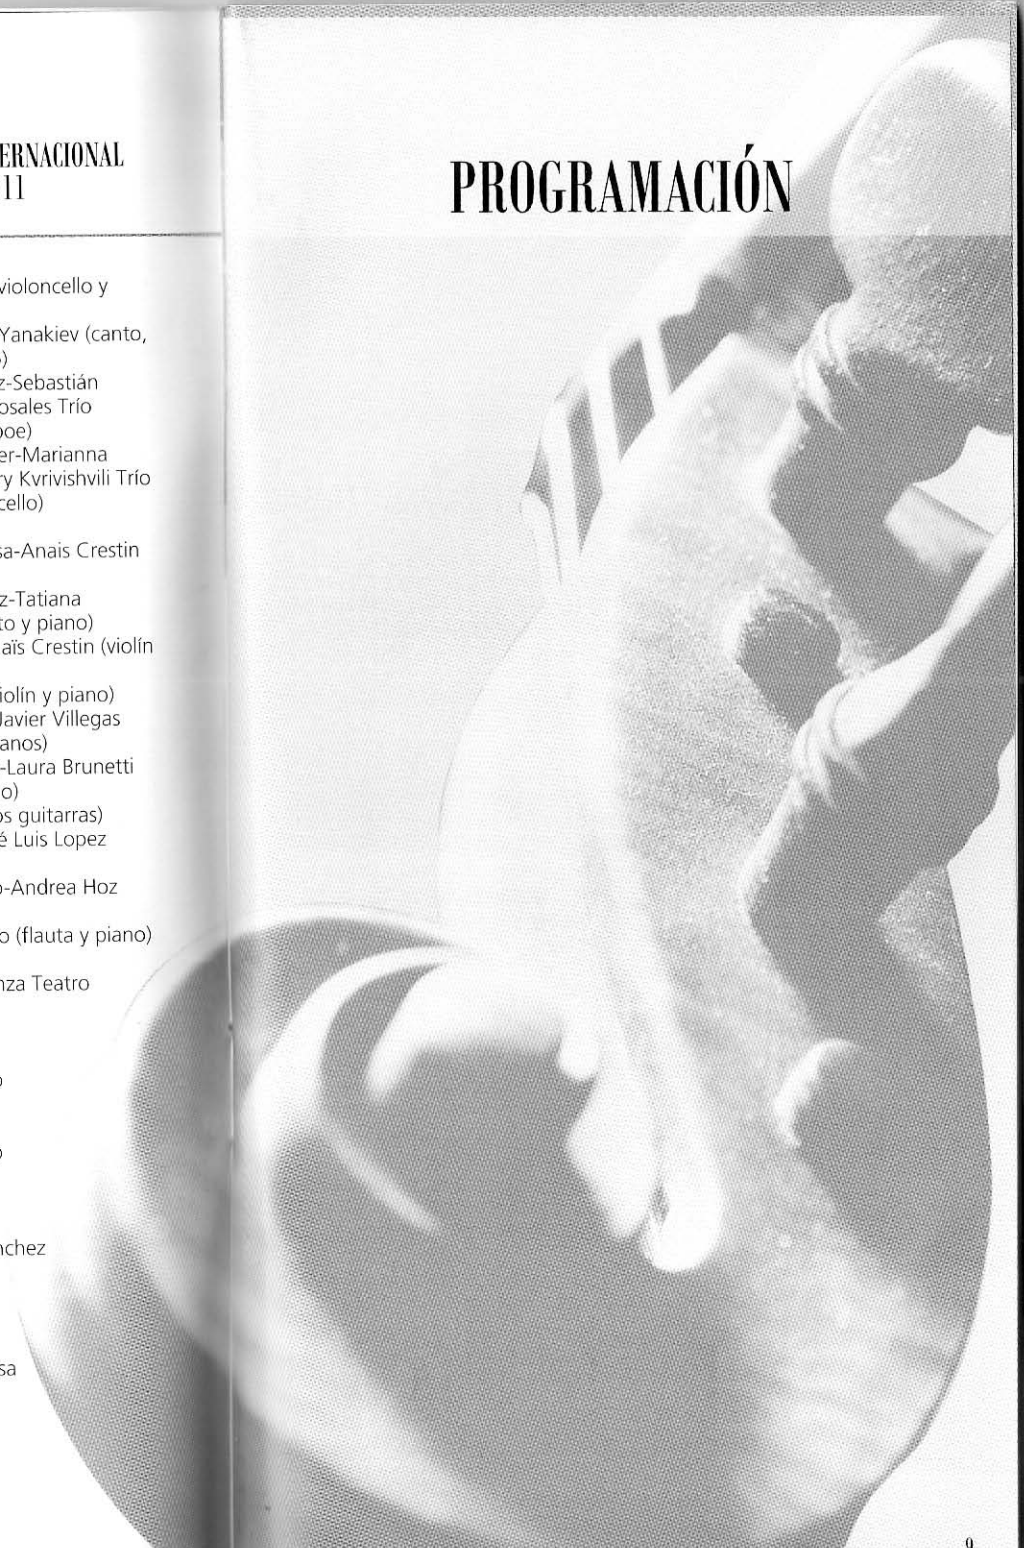 ERNACIONAL
11
violoncello y
Yanakiev (canto,
o)
z-Sebastián
osales Trío
boe)
er-Marianna
ry Kvrivishvili Trío
cello)
sa-Anais Crestin
z-Tatiana
to y piano)
aïs Crestin (violín
iolín y piano)
Javier Villegas
anos)
-Laura Brunetti
o)
os guitarras)
é Luis Lopez
o-Andrea Hoz
o (flauta y piano)
nza Teatro
o
o
nchez
sa
PROGRAMACIÓN
9